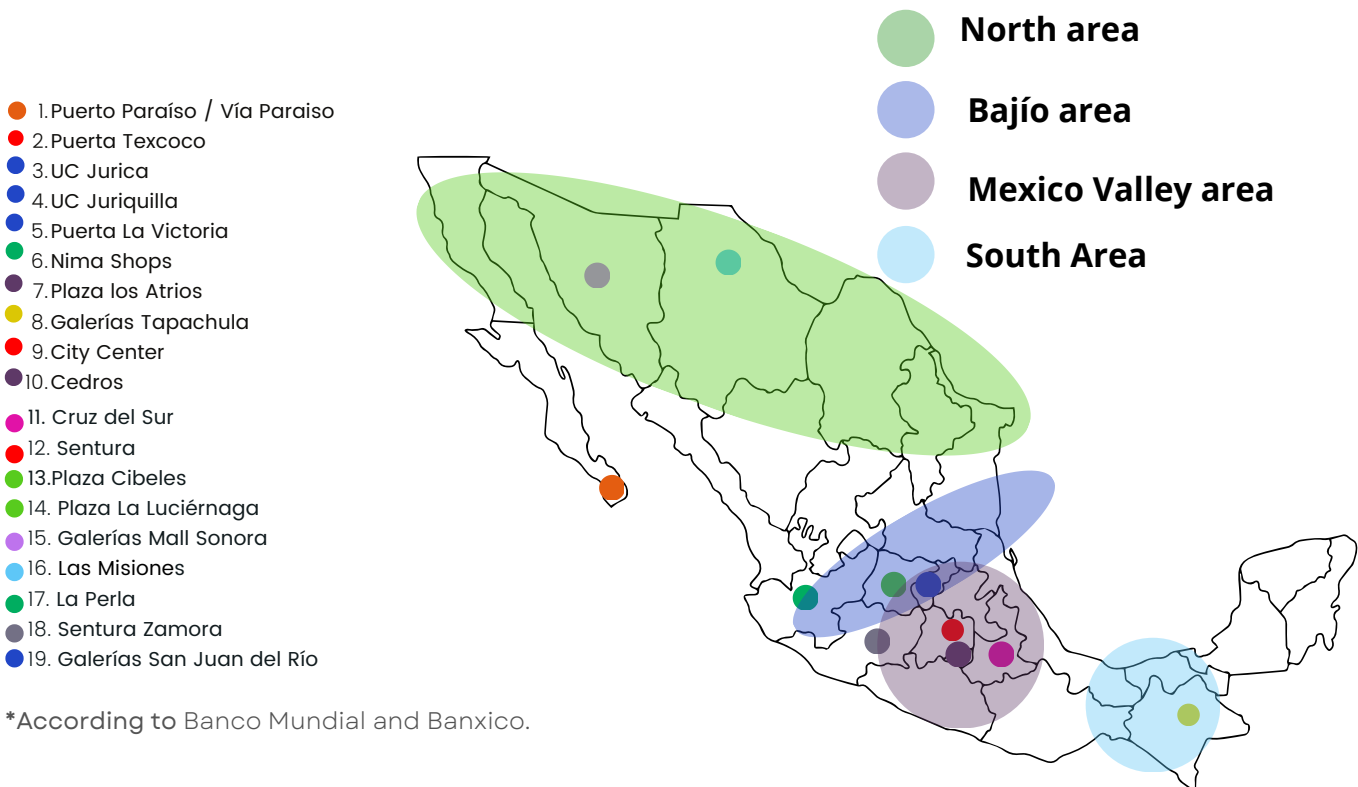 North area
Bajío area
Mexico Valley area
South Area
1.Puerto Paraíso / Vía Paraiso
2.Puerta Texcoco
3.UC Jurica
4.UC Juriquilla
5.Puerta La Victoria
6.Nima Shops
7.Plaza los Atrios
8.Galerías Tapachula
9.City Center
10.Cedros
11. Cruz del Sur
12. Sentura
13.Plaza Cibeles
14. Plaza La Luciérnaga
15. Galerías Mall Sonora
16. Las Misiones
17. La Perla
18. Sentura Zamora
19. Galerías San Juan del Río
*According to Banco Mundial and Banxico.